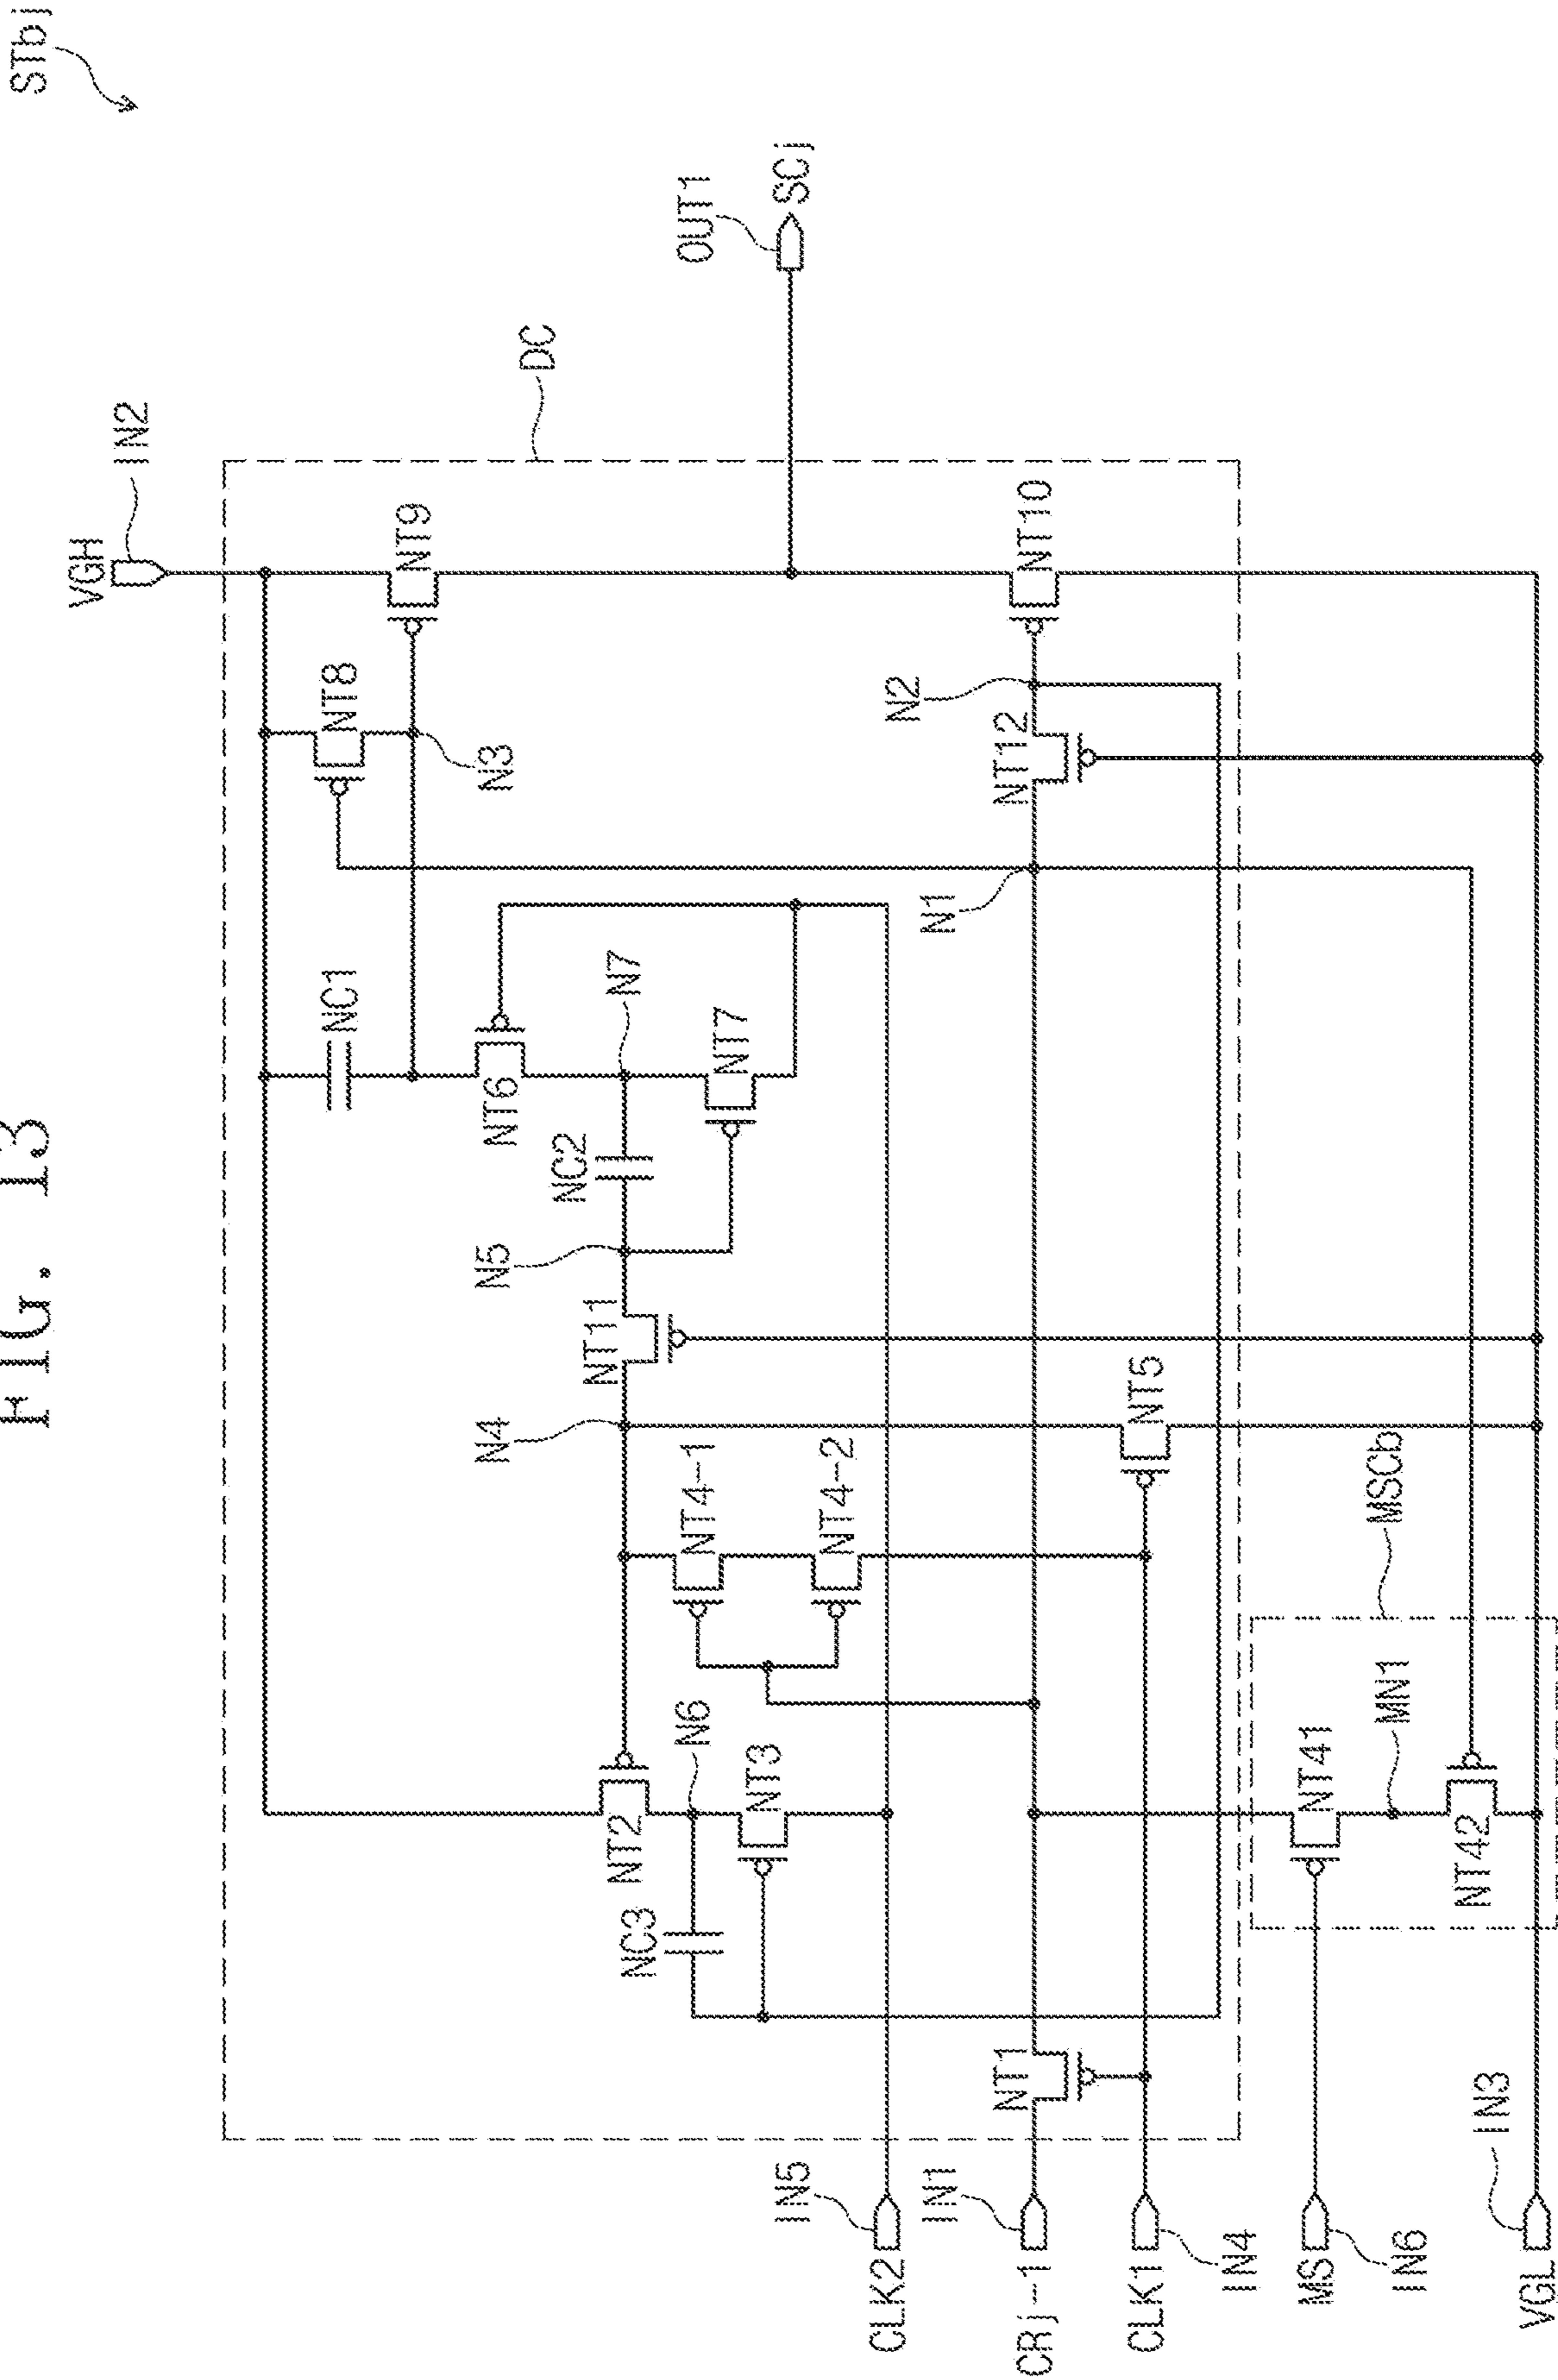 FIG. 13
STbj
VGH
IN2
DC
OUT1
SCj
NC1
NT8
NT9
N3
NT6
N7
NC2
NT7
N5
NT11
N4
NT4-1
NT4-2
NT2
N6
NT3
NC3
N1
N2
NT12
NT10
NT5
NT1
IN5
CLK2
IN1
CRj-1
CLK1
IN4
MSCb
NT41
MN1
NT42
MS
IN6
IN3
VGL